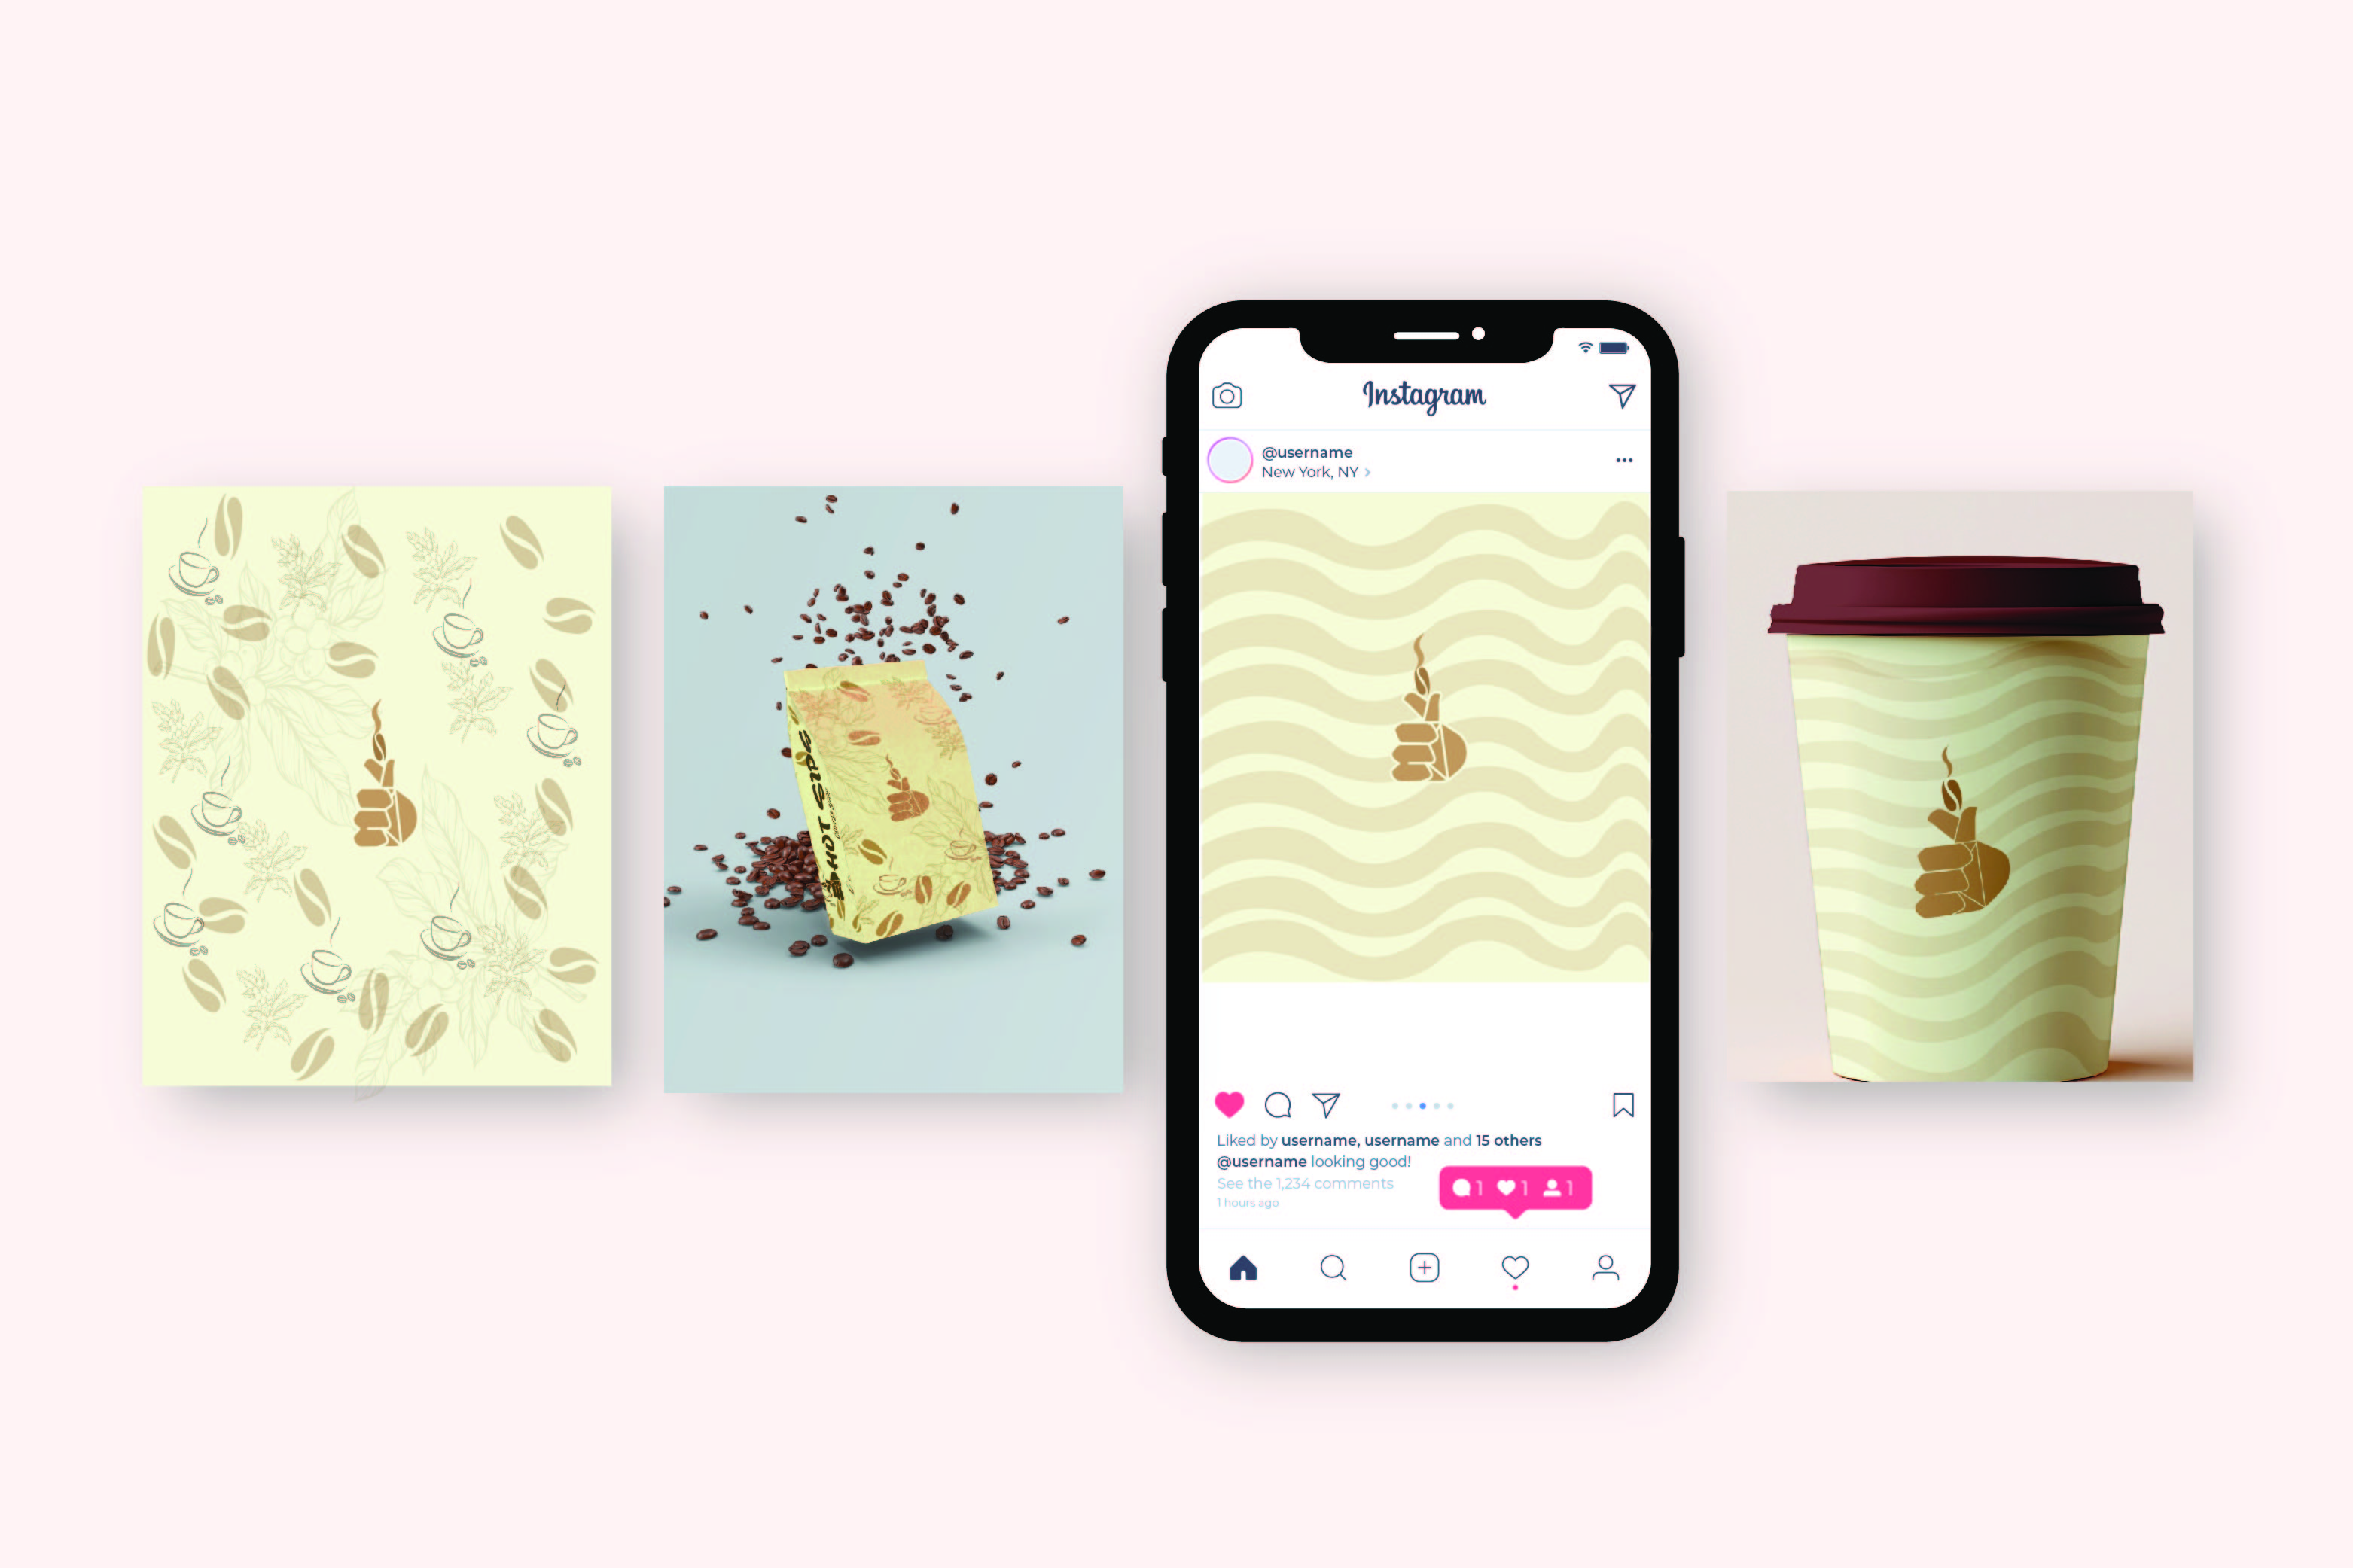 HOT Sips
Instagram
@username
New York, NY >
Liked by username, username and 15 others
@username looking good!
See the 1,234 comments
1 hours ago
1 1 1